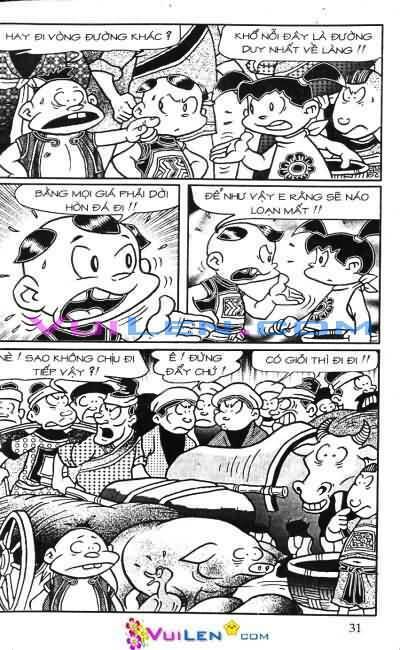 HAY ĐI VÒNG ĐƯỜNG KHÁC ?
KHỔ NỖI ĐÂY LÀ ĐƯỜNG
DUY NHẤT VỀ LÀNG !!
BẰNG MỌI GIÁ PHẢI DỜI
HÒN ĐÁ ĐI !!
ĐỂ NHƯ VẬY E RẰNG SẼ NÁO
LOẠN MẤT !!
VUILEN.COM
NÈ ! SAO KHÔNG CHỊU ĐI
TIẾP VẬY ?!
Ê ! ĐỪNG
ĐẨY CHỨ !
CÓ GIỎI THÌ ĐI ĐI !!
31
VUILEN.COM